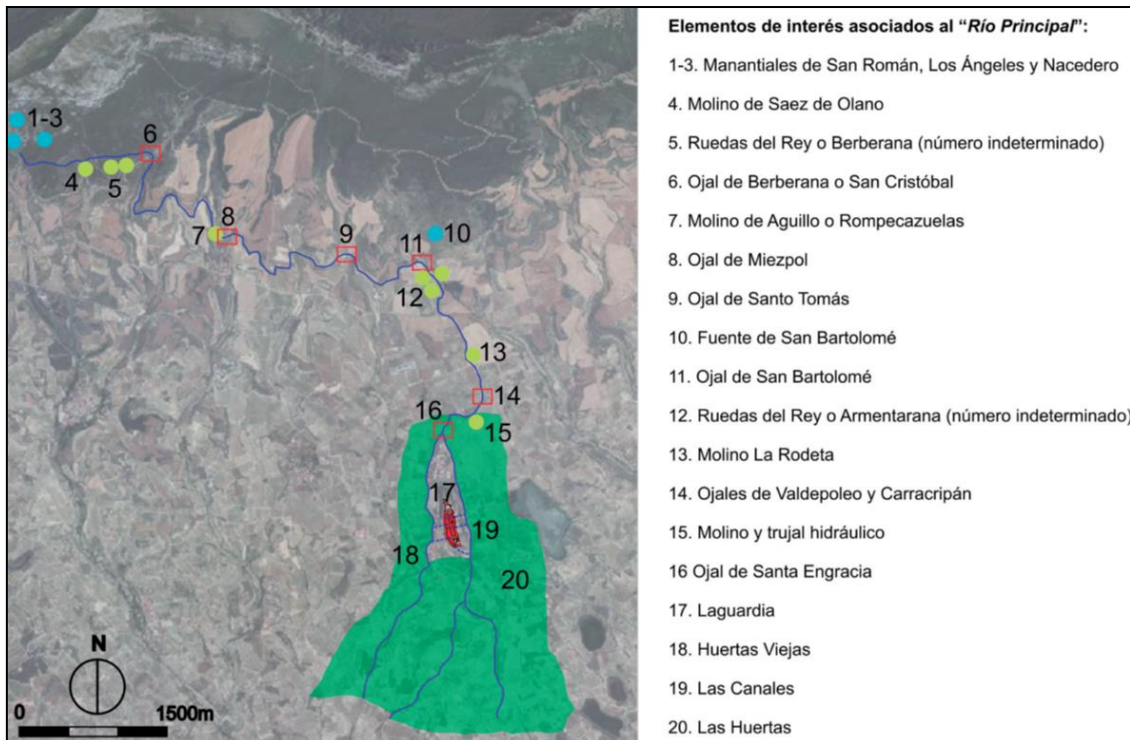 Elementos de interés asociados al “Río Principal”:
1-3. Manantiales de San Román, Los Ángeles y Nacedero
4. Molino de Saez de Olano
5. Ruedas del Rey o Berberana (número indeterminado)
6. Ojal de Berberana o San Cristóbal
7. Molino de Aguillo o Rompecazuelas
8. Ojal de Miezpol
9. Ojal de Santo Tomás
10. Fuente de San Bartolomé
11. Ojal de San Bartolomé
12. Ruedas del Rey o Armentarana (número indeterminado)
13. Molino La Rodeta
14. Ojales de Valdepoleo y Carracripán
15. Molino y trujal hidráulico
16 Ojal de Santa Engracia
17. Laguardia
18. Huertas Viejas
19. Las Canales
20. Las Huertas
1-3
6
4
5
7
8
9
11
10
12
13
14
16
15
17
19
18
20
N
0
1500m